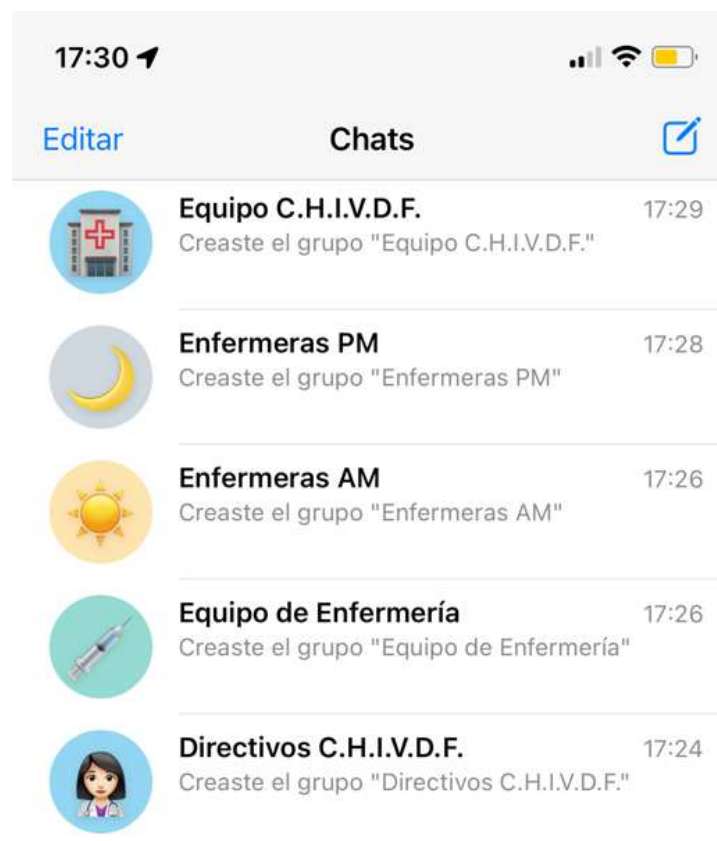 17:30
Editar
Chats
Equipo C.H.I.V.D.F.
17:29
Creaste el grupo "Equipo C.H.I.V.D.F."
Enfermeras PM
17:28
Creaste el grupo "Enfermeras PM"
Enfermeras AM
17:26
Creaste el grupo "Enfermeras AM"
Equipo de Enfermería
17:26
Creaste el grupo "Equipo de Enfermería"
Directivos C.H.I.V.D.F.
17:24
Creaste el grupo "Directivos C.H.I.V.D.F."